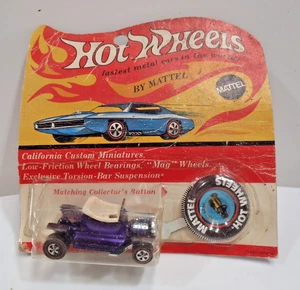 Hot Wheels
fastest metal cars in the world!
BY MATTEL
MATTEL
California Custom Miniatures.
Low-Friction Wheel Bearings. "Mag" Wheels.
Exclusive Torsion-Bar Suspension
Matching Collector's Button
HOT WHEELS
MATTEL